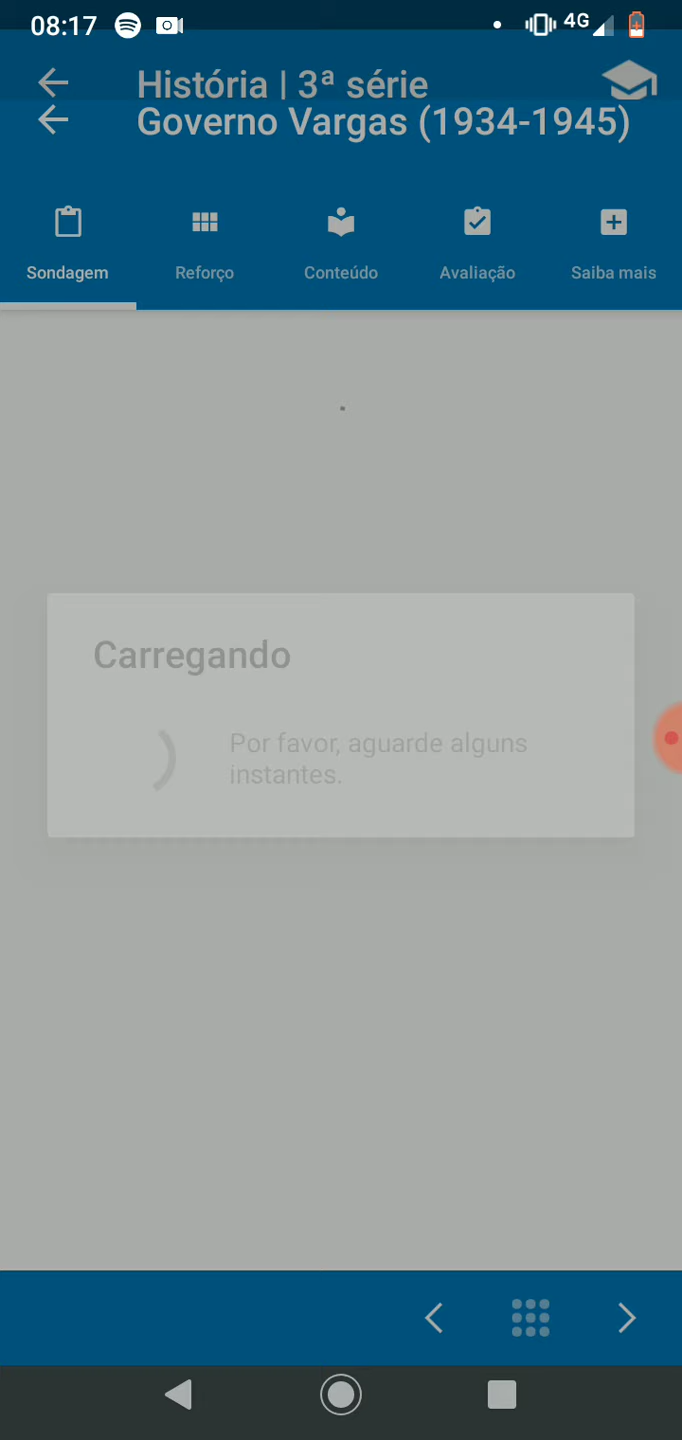 08:17
4G
História | 3ª série
Governo Vargas (1934-1945)
Sondagem
Reforço
Conteúdo
Avaliação
Saiba mais
Carregando
Por favor, aguarde alguns
instantes.